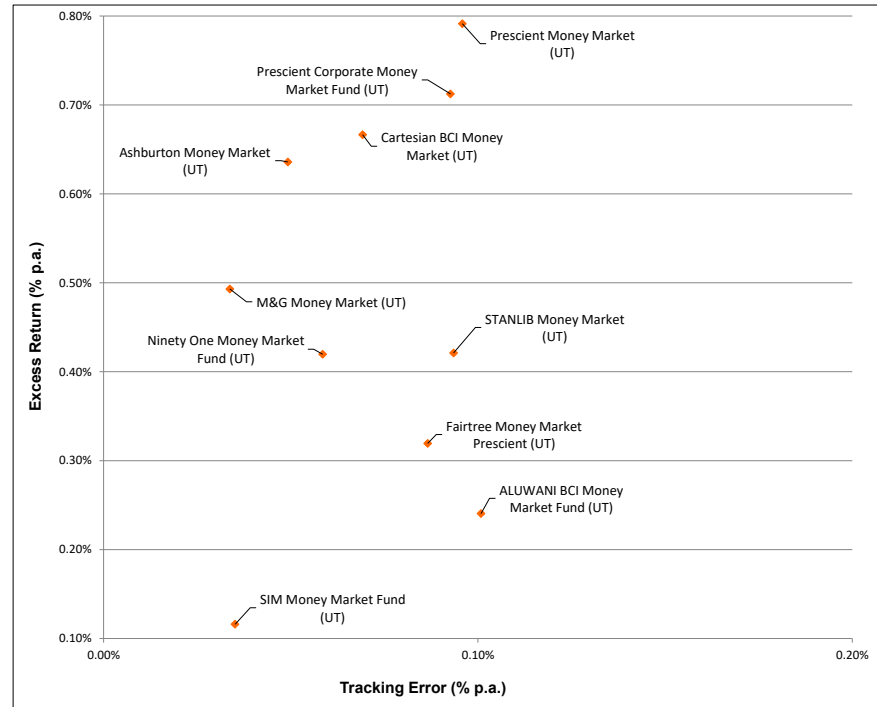 0.80%
Prescient Money Market
(UT)
Prescient Corporate Money
Market Fund (UT)
0.70%
Cartesian BCI Money
Market (UT)
Ashburton Money Market
(UT)
0.60%
0.50%
M&G Money Market (UT)
STANLIB Money Market
(UT)
Ninety One Money Market
Fund (UT)
0.40%
Fairtree Money Market
Prescient (UT)
0.30%
ALUWANI BCI Money
Market Fund (UT)
0.20%
SIM Money Market Fund
(UT)
0.10%
0.00%
0.10%
0.20%
Excess Return (% p.a.)
Tracking Error (% p.a.)